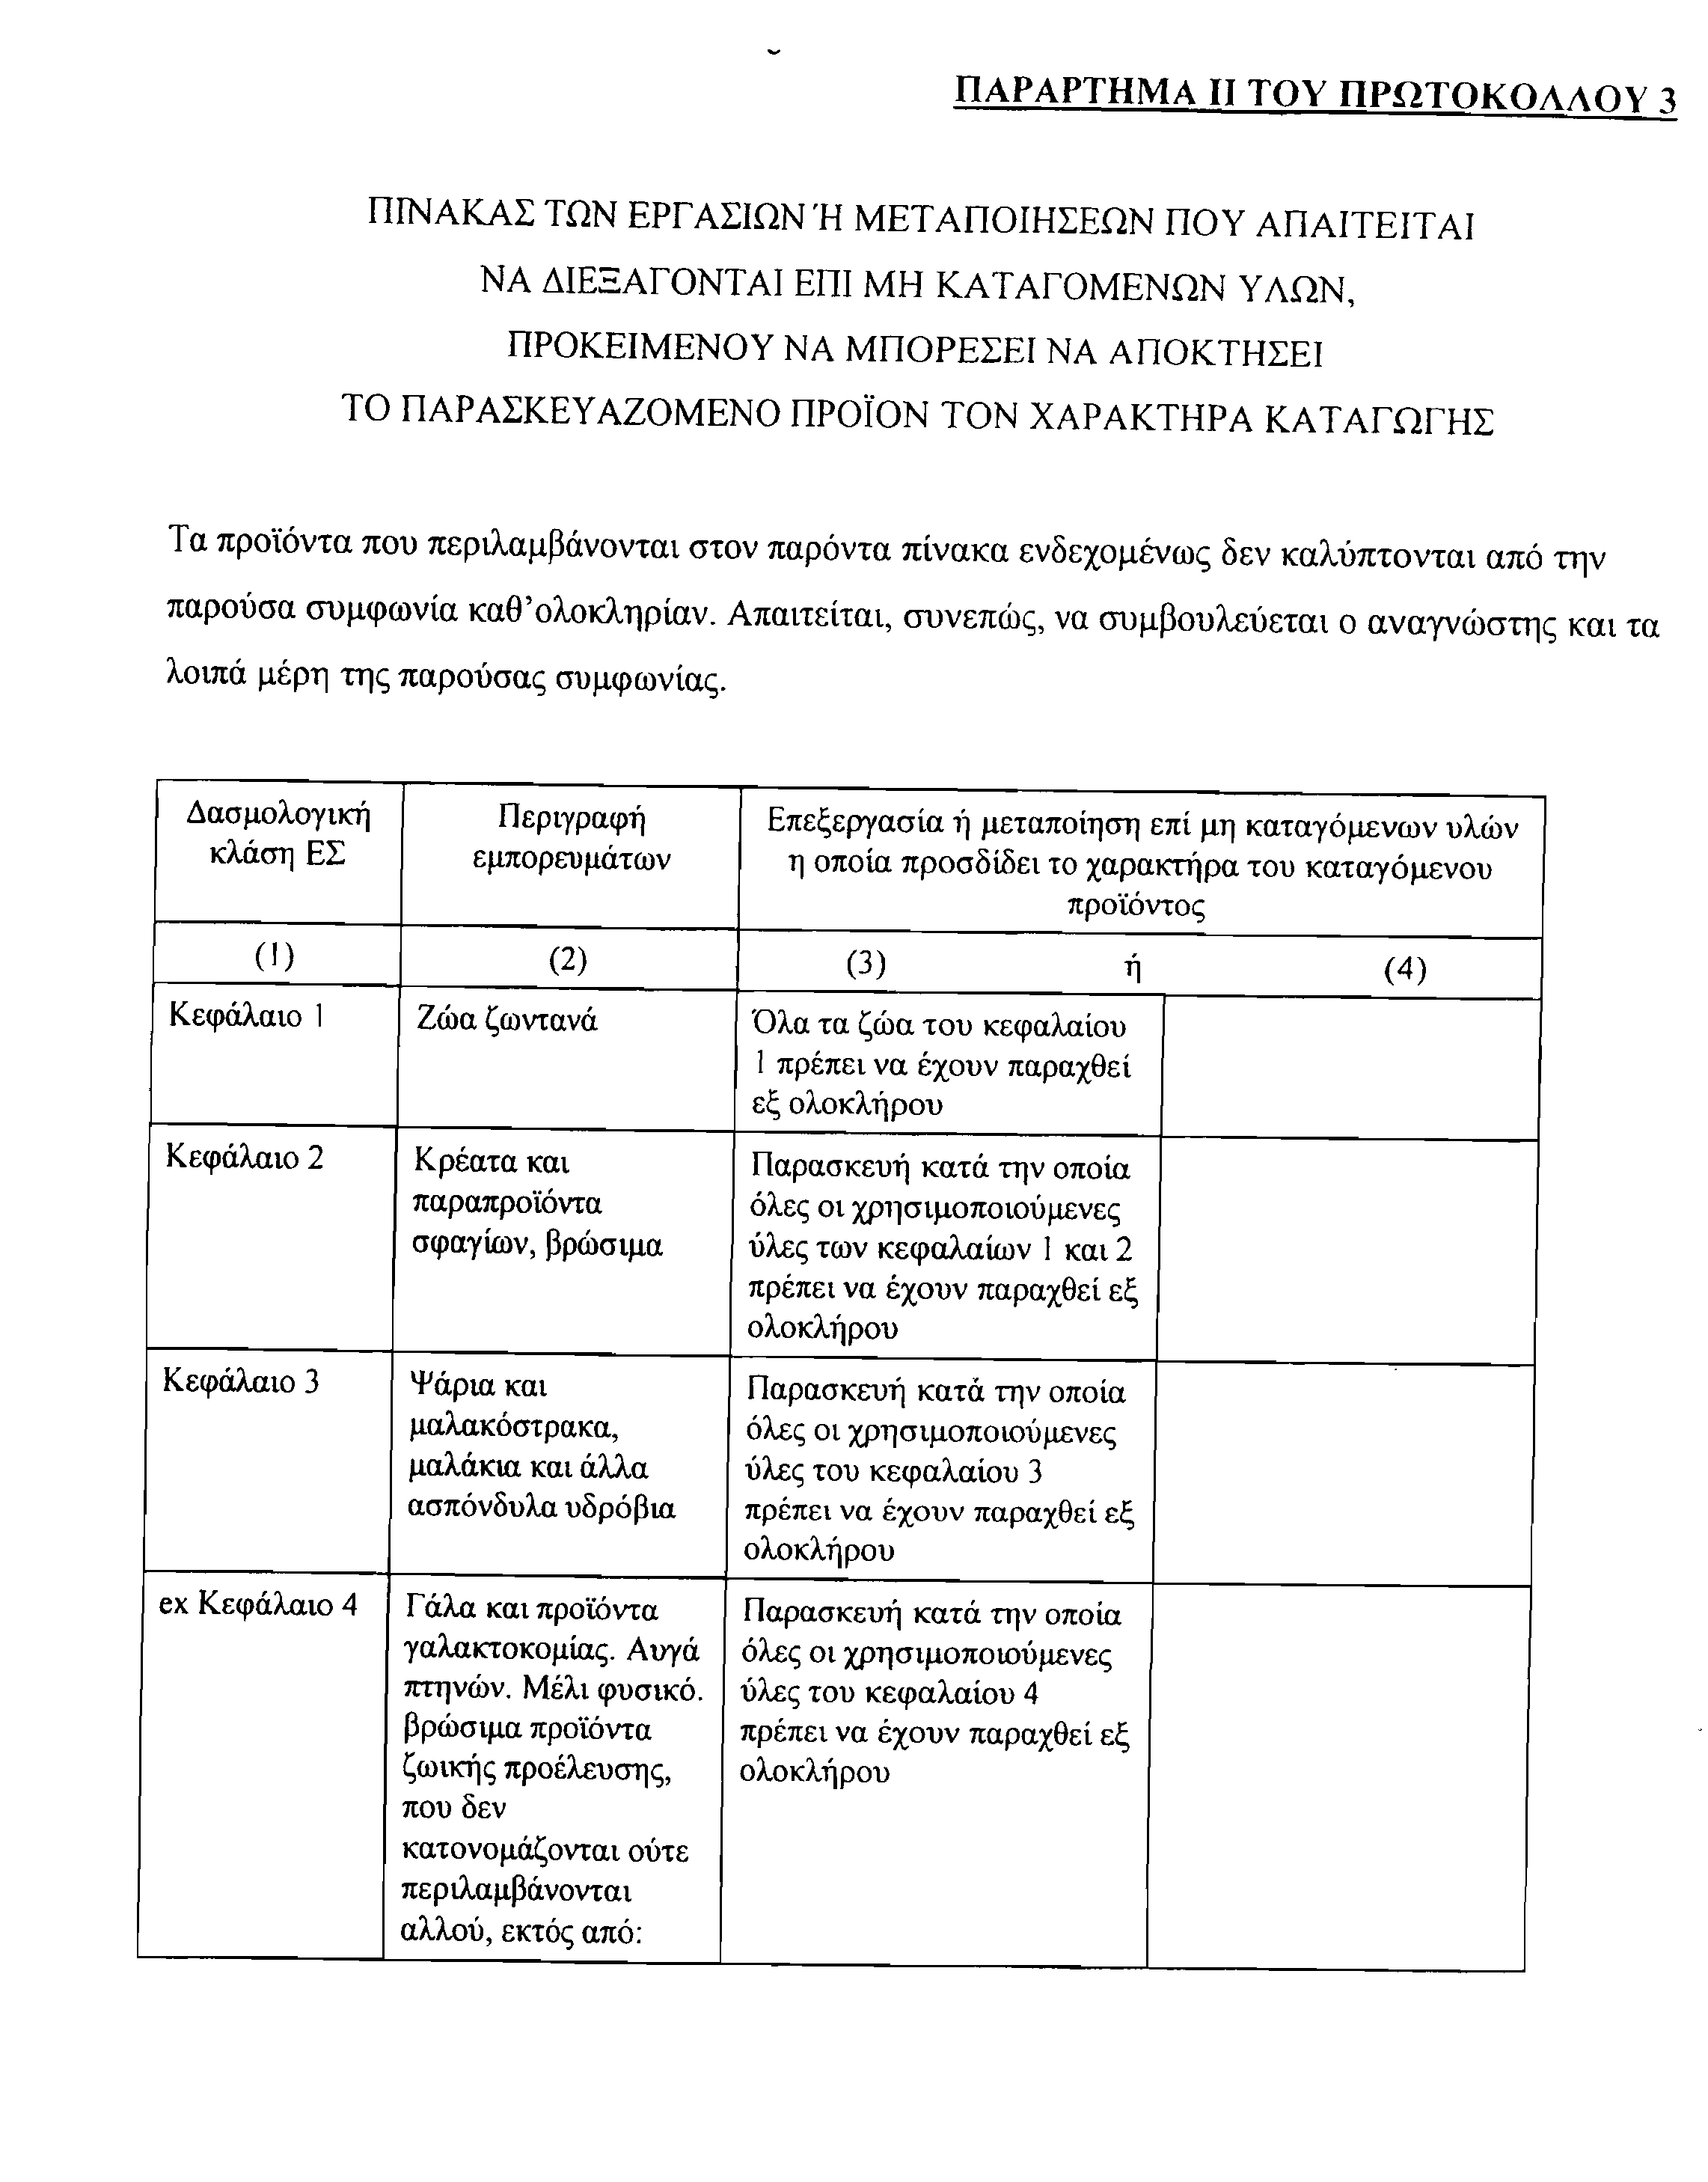 ΠΑΡΑΡΤΗΜΑ ΙΙ ΤΟΥ ΠΡΩΤΟΚΟΛΛΟΥ 3
ΠΙΝΑΚΑΣ ΤΩΝ ΕΡΓΑΣΙΩΝ Ή ΜΕΤΑΠΟΙΗΣΕΩΝ ΠΟΥ ΑΠΑΙΤΕΙΤΑΙ
ΝΑ ΔΙΕΞΑΓΟΝΤΑΙ ΕΠΙ ΜΗ ΚΑΤΑΓΟΜΕΝΩΝ ΥΛΩΝ,
ΠΡΟΚΕΙΜΕΝΟΥ ΝΑ ΜΠΟΡΕΣΕΙ ΝΑ ΑΠΟΚΤΗΣΕΙ
ΤΟ ΠΑΡΑΣΚΕΥΑΖΟΜΕΝΟ ΠΡΟΪΟΝ ΤΟΝ ΧΑΡΑΚΤΗΡΑ ΚΑΤΑΓΩΓΗΣ
Τα προϊόντα που περιλαμβάνονται στον παρόντα πίνακα ενδεχομένως δεν καλύπτονται από την
παρούσα συμφωνία καθ’ολοκληρίαν. Απαιτείται, συνεπώς, να συμβουλεύεται ο αναγνώστης και τα
λοιπά μέρη της παρούσας συμφωνίας.
Δασμολογική
κλάση ΕΣ
Περιγραφή
εμπορευμάτων
Επεξεργασία ή μεταποίηση επί μη καταγόμενων υλών
η οποία προσδίδει το χαρακτήρα του καταγόμενου
προϊόντος
(1)
(2)
(3) ή (4)
Κεφάλαιο 1
Ζώα ζωντανά
Όλα τα ζώα του κεφαλαίου
1 πρέπει να έχουν παραχθεί
εξ ολοκλήρου
Κεφάλαιο 2
Κρέατα και
παραπροϊόντα
σφαγίων, βρώσιμα
Παρασκευή κατά την οποία
όλες οι χρησιμοποιούμενες
ύλες των κεφαλαίων 1 και 2
πρέπει να έχουν παραχθεί εξ
ολοκλήρου
Κεφάλαιο 3
Ψάρια και
μαλακόστρακα,
μαλάκια και άλλα
ασπόνδυλα υδρόβια
Παρασκευή κατά την οποία
όλες οι χρησιμοποιούμενες
ύλες του κεφαλαίου 3
πρέπει να έχουν παραχθεί εξ
ολοκλήρου
ex Κεφάλαιο 4
Γάλα και προϊόντα
γαλακτοκομίας. Αυγά
πτηνών. Μέλι φυσικό.
βρώσιμα προϊόντα
ζωικής προέλευσης,
που δεν
κατονομάζονται ούτε
περιλαμβάνονται
αλλού, εκτός από:
Παρασκευή κατά την οποία
όλες οι χρησιμοποιούμενες
ύλες του κεφαλαίου 4
πρέπει να έχουν παραχθεί εξ
ολοκλήρου